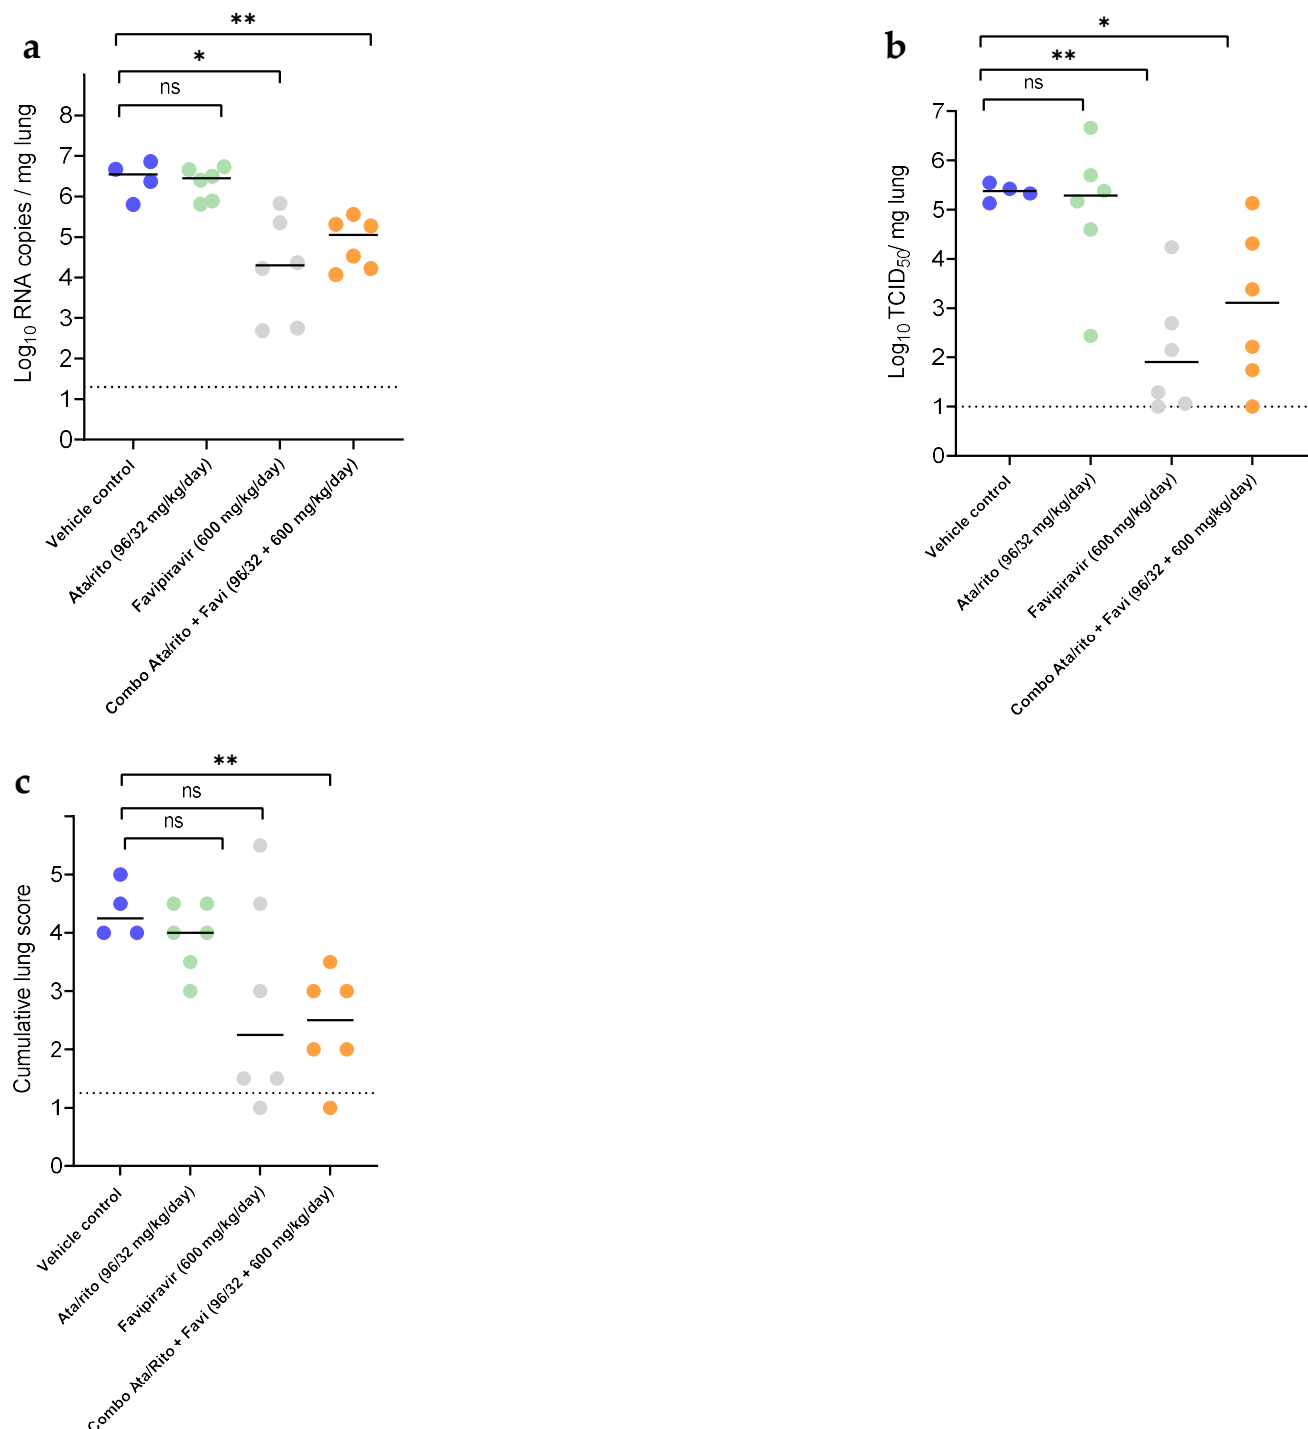 a
**
*
ns
Log10 RNA copies / mg lung
8
7
6
5
4
3
2
1
0
Vehicle control
Ata/rito (96/32 mg/kg/day)
Favipiravir (600 mg/kg/day)
Combo Ata/rito + Favi (96/32 + 600 mg/kg/day)
b
*
**
ns
Log10 TCID50/ mg lung
7
6
5
4
3
2
1
0
Vehicle control
Ata/rito (96/32 mg/kg/day)
Favipiravir (600 mg/kg/day)
Combo Ata/rito + Favi (96/32 + 600 mg/kg/day)
c
**
ns
ns
Cumulative lung score
5
4
3
2
1
0
Vehicle control
Ata/rito (96/32 mg/kg/day)
Favipiravir (600 mg/kg/day)
Combo Ata/Rito + Favi (96/32 + 600 mg/kg/day)